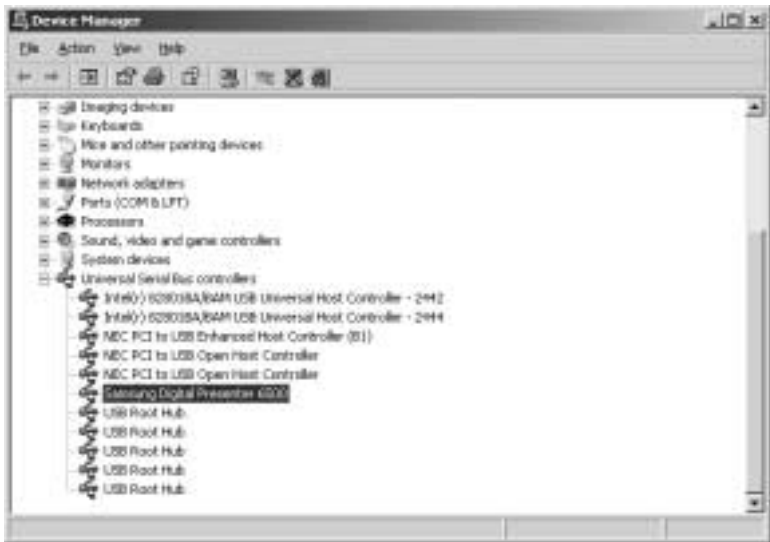 Device Manager
File Action View Help
Imaging devices
Keyboards
Mice and other pointing devices
Monitors
Network adapters
Ports (COM & LPT)
Processors
Sound, video and game controllers
System devices
Universal Serial Bus controllers
Intel(r) 82801BA/BAM USB Universal Host Controller - 2442
Intel(r) 82801BA/BAM USB Universal Host Controller - 2444
NEC PCI to USB Enhanced Host Controller (B1)
NEC PCI to USB Open Host Controller
NEC PCI to USB Open Host Controller
Samsung Digital Presenter
USB Root Hub
USB Root Hub
USB Root Hub
USB Root Hub
USB Root Hub